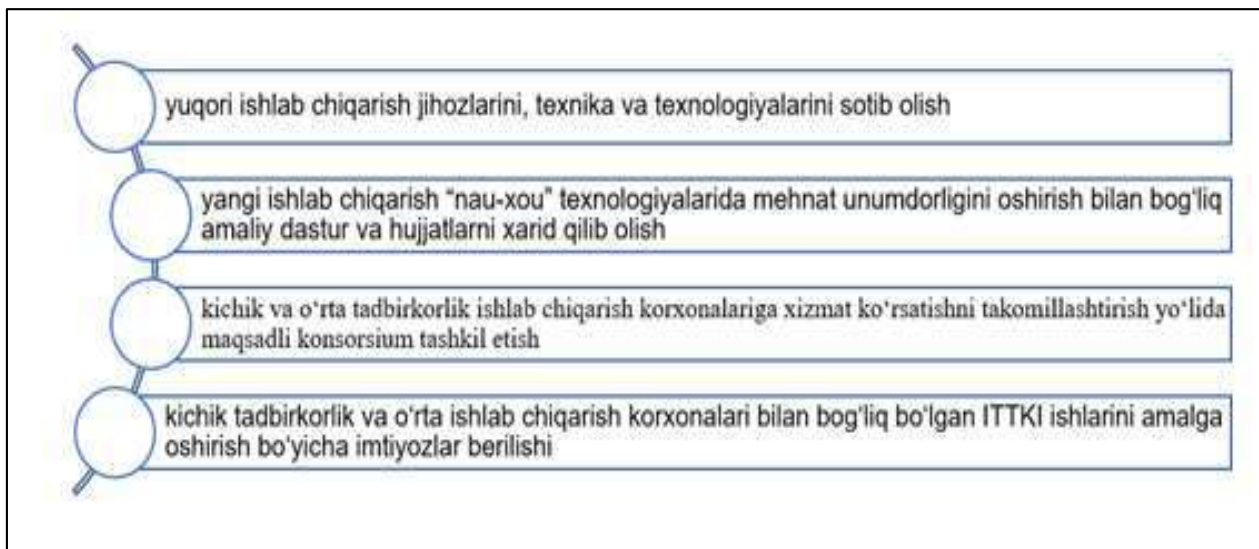 yuqori ishlab chiqarish jihozlarini, texnika va texnologiyalarini sotib olish
yangi ishlab chiqarish “nau-xou” texnologiyalarida mehnat unumdorligini oshirish bilan bog‘liq
amaliy dastur va hujjatlarni xarid qilib olish
kichik va o‘rta tadbirkorlik ishlab chiqarish korxonalariga xizmat ko‘rsatishni takomillashtirish yo‘lida
maqsadli konsorsium tashkil etish
kichik tadbirkorlik va o‘rta ishlab chiqarish korxonalari bilan bog‘liq bo‘lgan ITTKI ishlarini amalga
oshirish bo‘yicha imtiyozlar berilishi